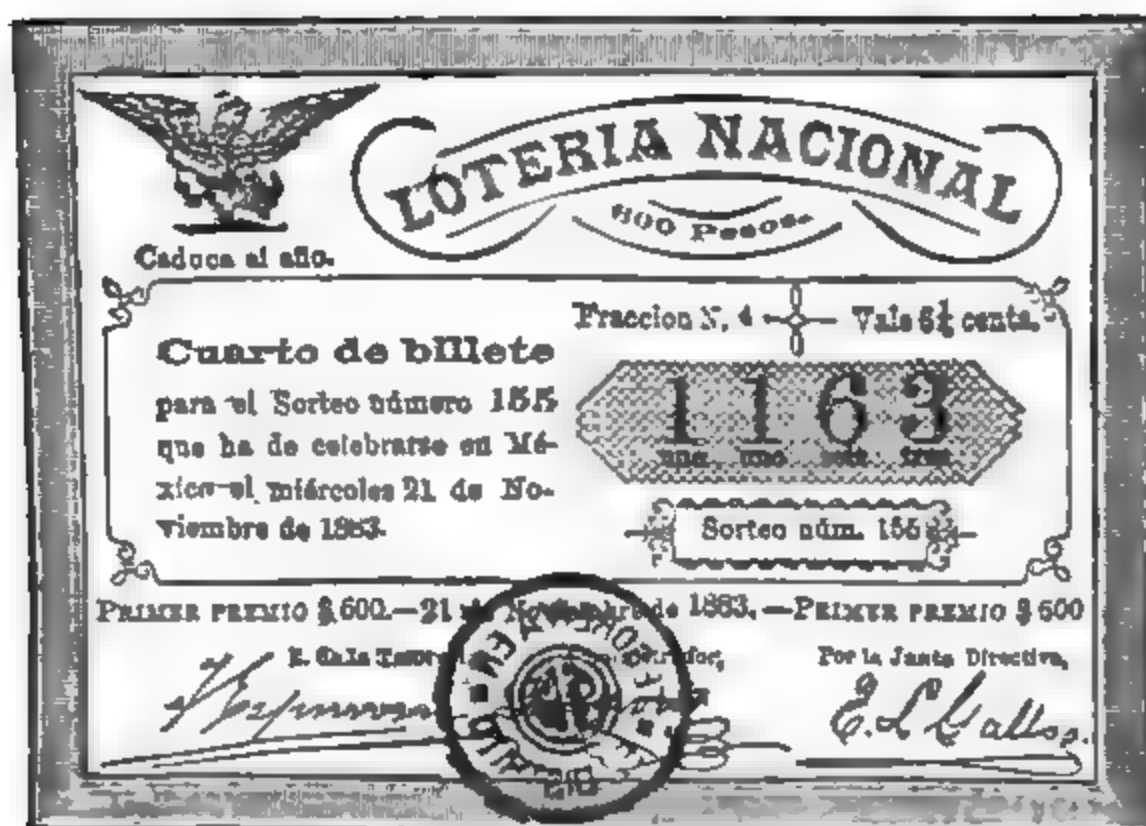 LOTERIA NACIONAL
600 Pesos.
Caduca al año.
Fraccion N. 4 Vale 6¼ cents.
Cuarto de billete
para el Sorteo número 155
que ha de celebrarse en Mé-
xico el miércoles 21 de No-
viembre de 1883.
1163
uno uno seis tres
Sorteo núm. 155
PRIMER PREMIO $ 600.—21 de Noviembre de 1883.—PRIMER PREMIO $ 600
Por la Junta Directiva,